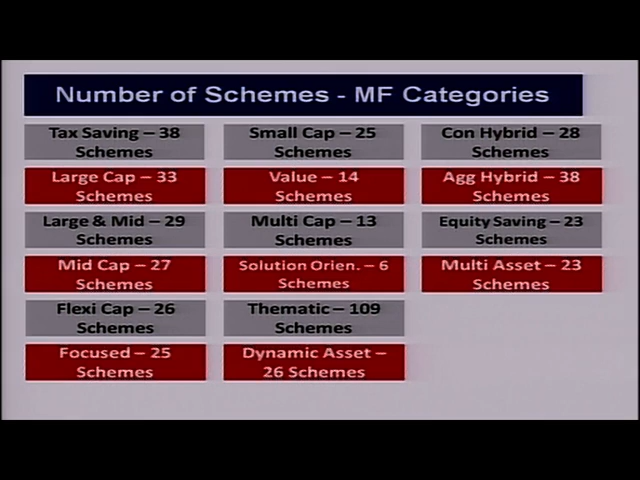 Number of Schemes - MF Categories
Tax Saving – 38
Schemes
Small Cap – 25
Schemes
Con Hybrid – 28
Schemes
Large Cap – 33
Schemes
Value – 14
Schemes
Agg Hybrid – 38
Schemes
Large & Mid – 29
Schemes
Multi Cap – 13
Schemes
Equity Saving – 23
Schemes
Mid Cap – 27
Schemes
Solution Orien. – 6
Schemes
Multi Asset – 23
Schemes
Flexi Cap – 26
Schemes
Thematic – 109
Schemes
Focused – 25
Schemes
Dynamic Asset –
26 Schemes